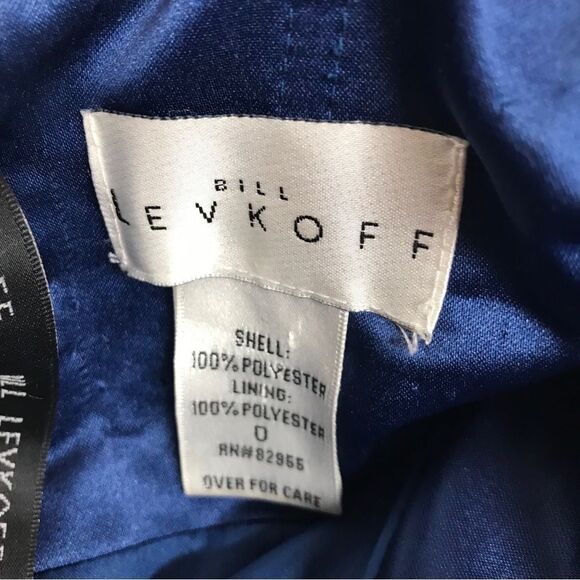 BILL
LEVKOFF
SHELL:
100% POLYESTER
LINING:
100% POLYESTER
0
RN#82955
OVER FOR CARE
LEVKOFF